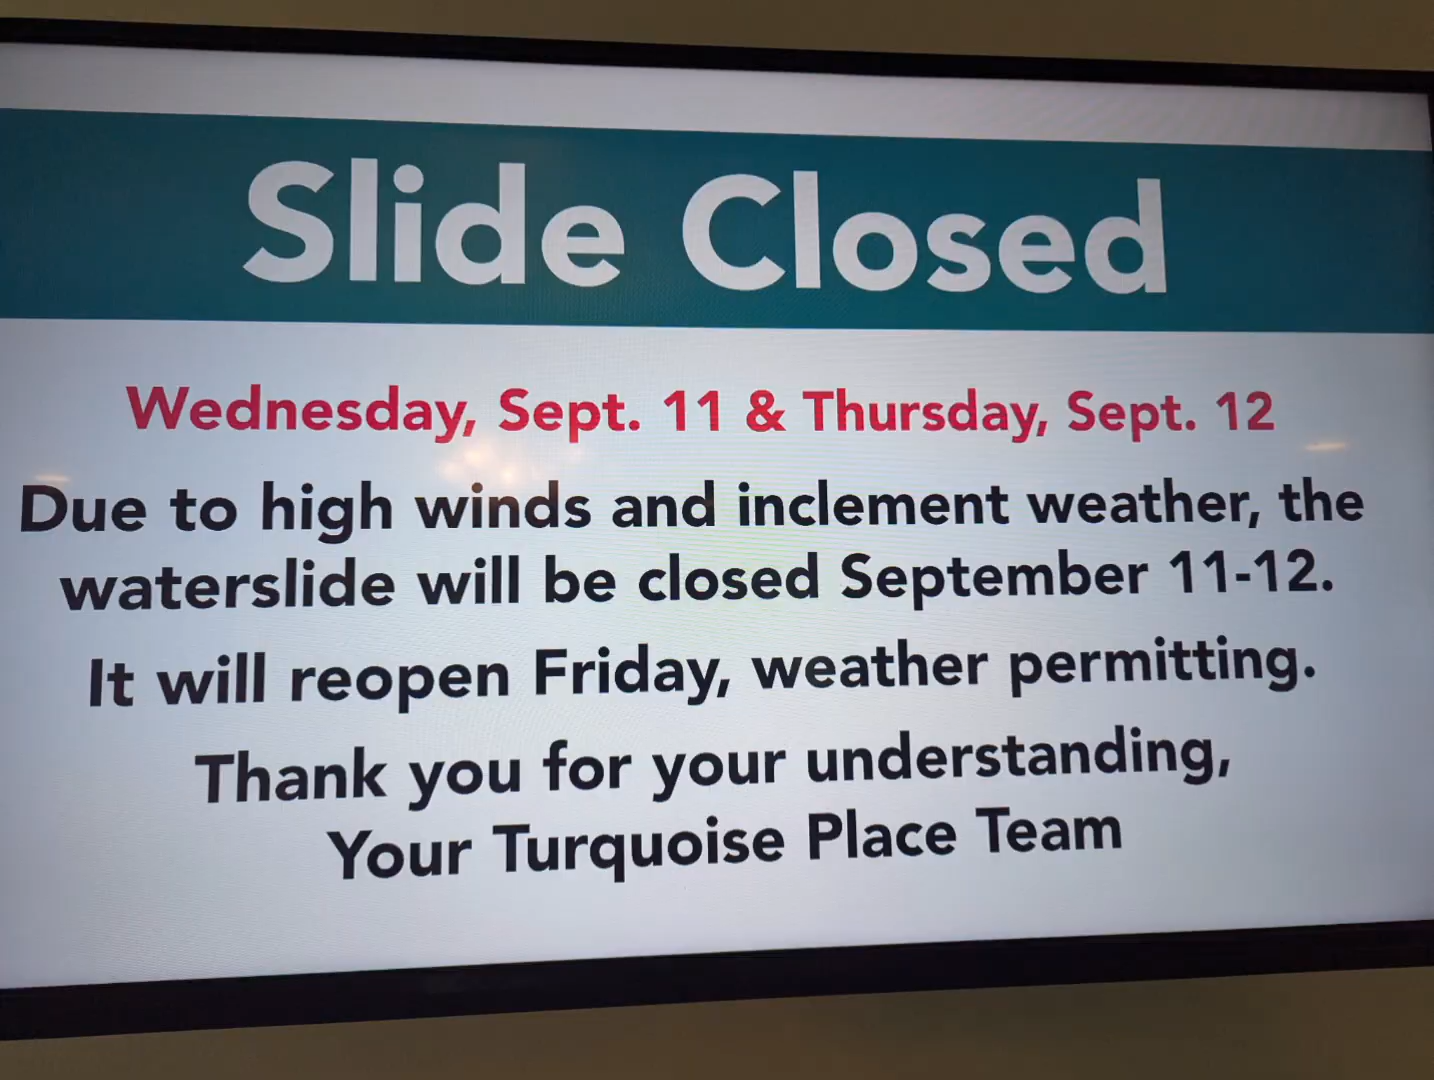 Slide Closed
Wednesday, Sept. 11 & Thursday, Sept. 12
Due to high winds and inclement weather, the
waterslide will be closed September 11-12.
It will reopen Friday, weather permitting.
Thank you for your understanding,
Your Turquoise Place Team